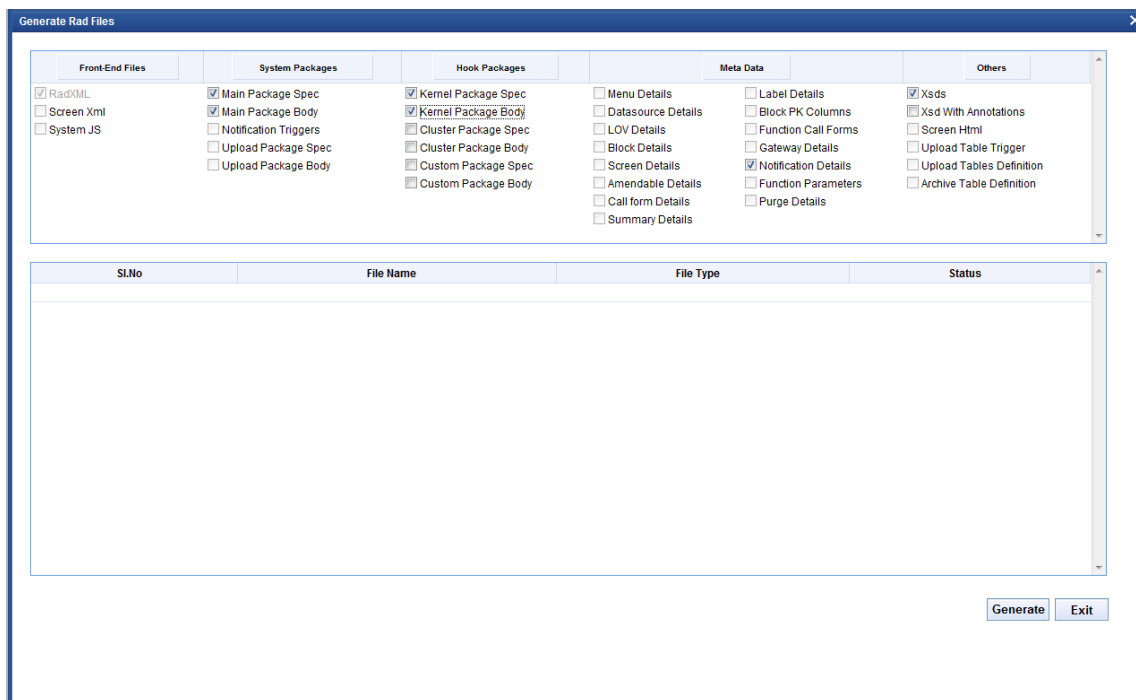 Generate Rad Files
Front-End Files System Packages Hook Packages Meta Data Others
RadXML Main Package Spec Kernel Package Spec Menu Details Label Details Xsds
Screen Xml Main Package Body Kernel Package Body Datasource Details Block PK Columns Xsd With Annotations
System JS Notification Triggers Cluster Package Spec LOV Details Function Call Forms Screen Html
Upload Package Spec Cluster Package Body Block Details Gateway Details Upload Table Trigger
Upload Package Body Custom Package Spec Screen Details Notification Details Upload Tables Definition
Custom Package Body Amendable Details Function Parameters Archive Table Definition
Call form Details Purge Details
Summary Details
Sl.No File Name File Type Status
Generate Exit